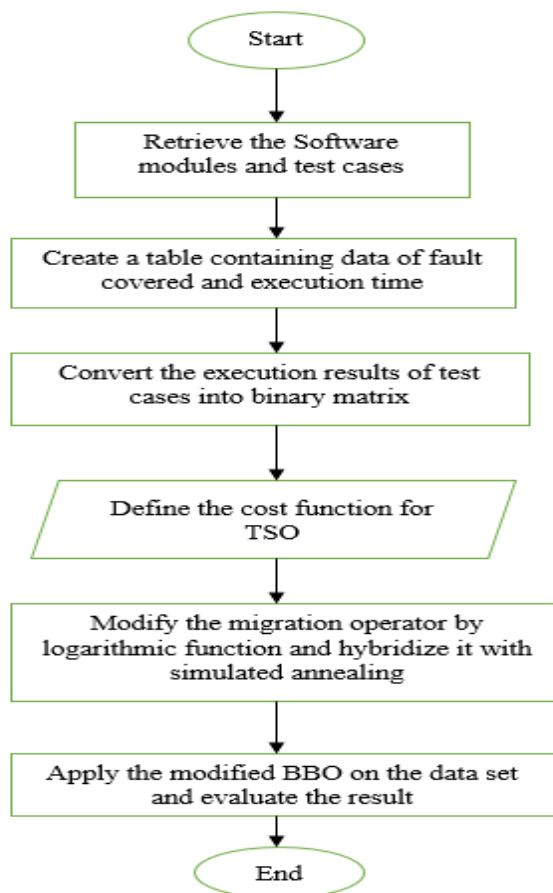 Start
Retrieve the Software
modules and test cases
Create a table containing data of fault
covered and execution time
Convert the execution results of test
cases into binary matrix
Define the cost function for
TSO
Modify the migration operator by
logarithmic function and hybridize it with
simulated annealing
Apply the modified BBO on the data set
and evaluate the result
End